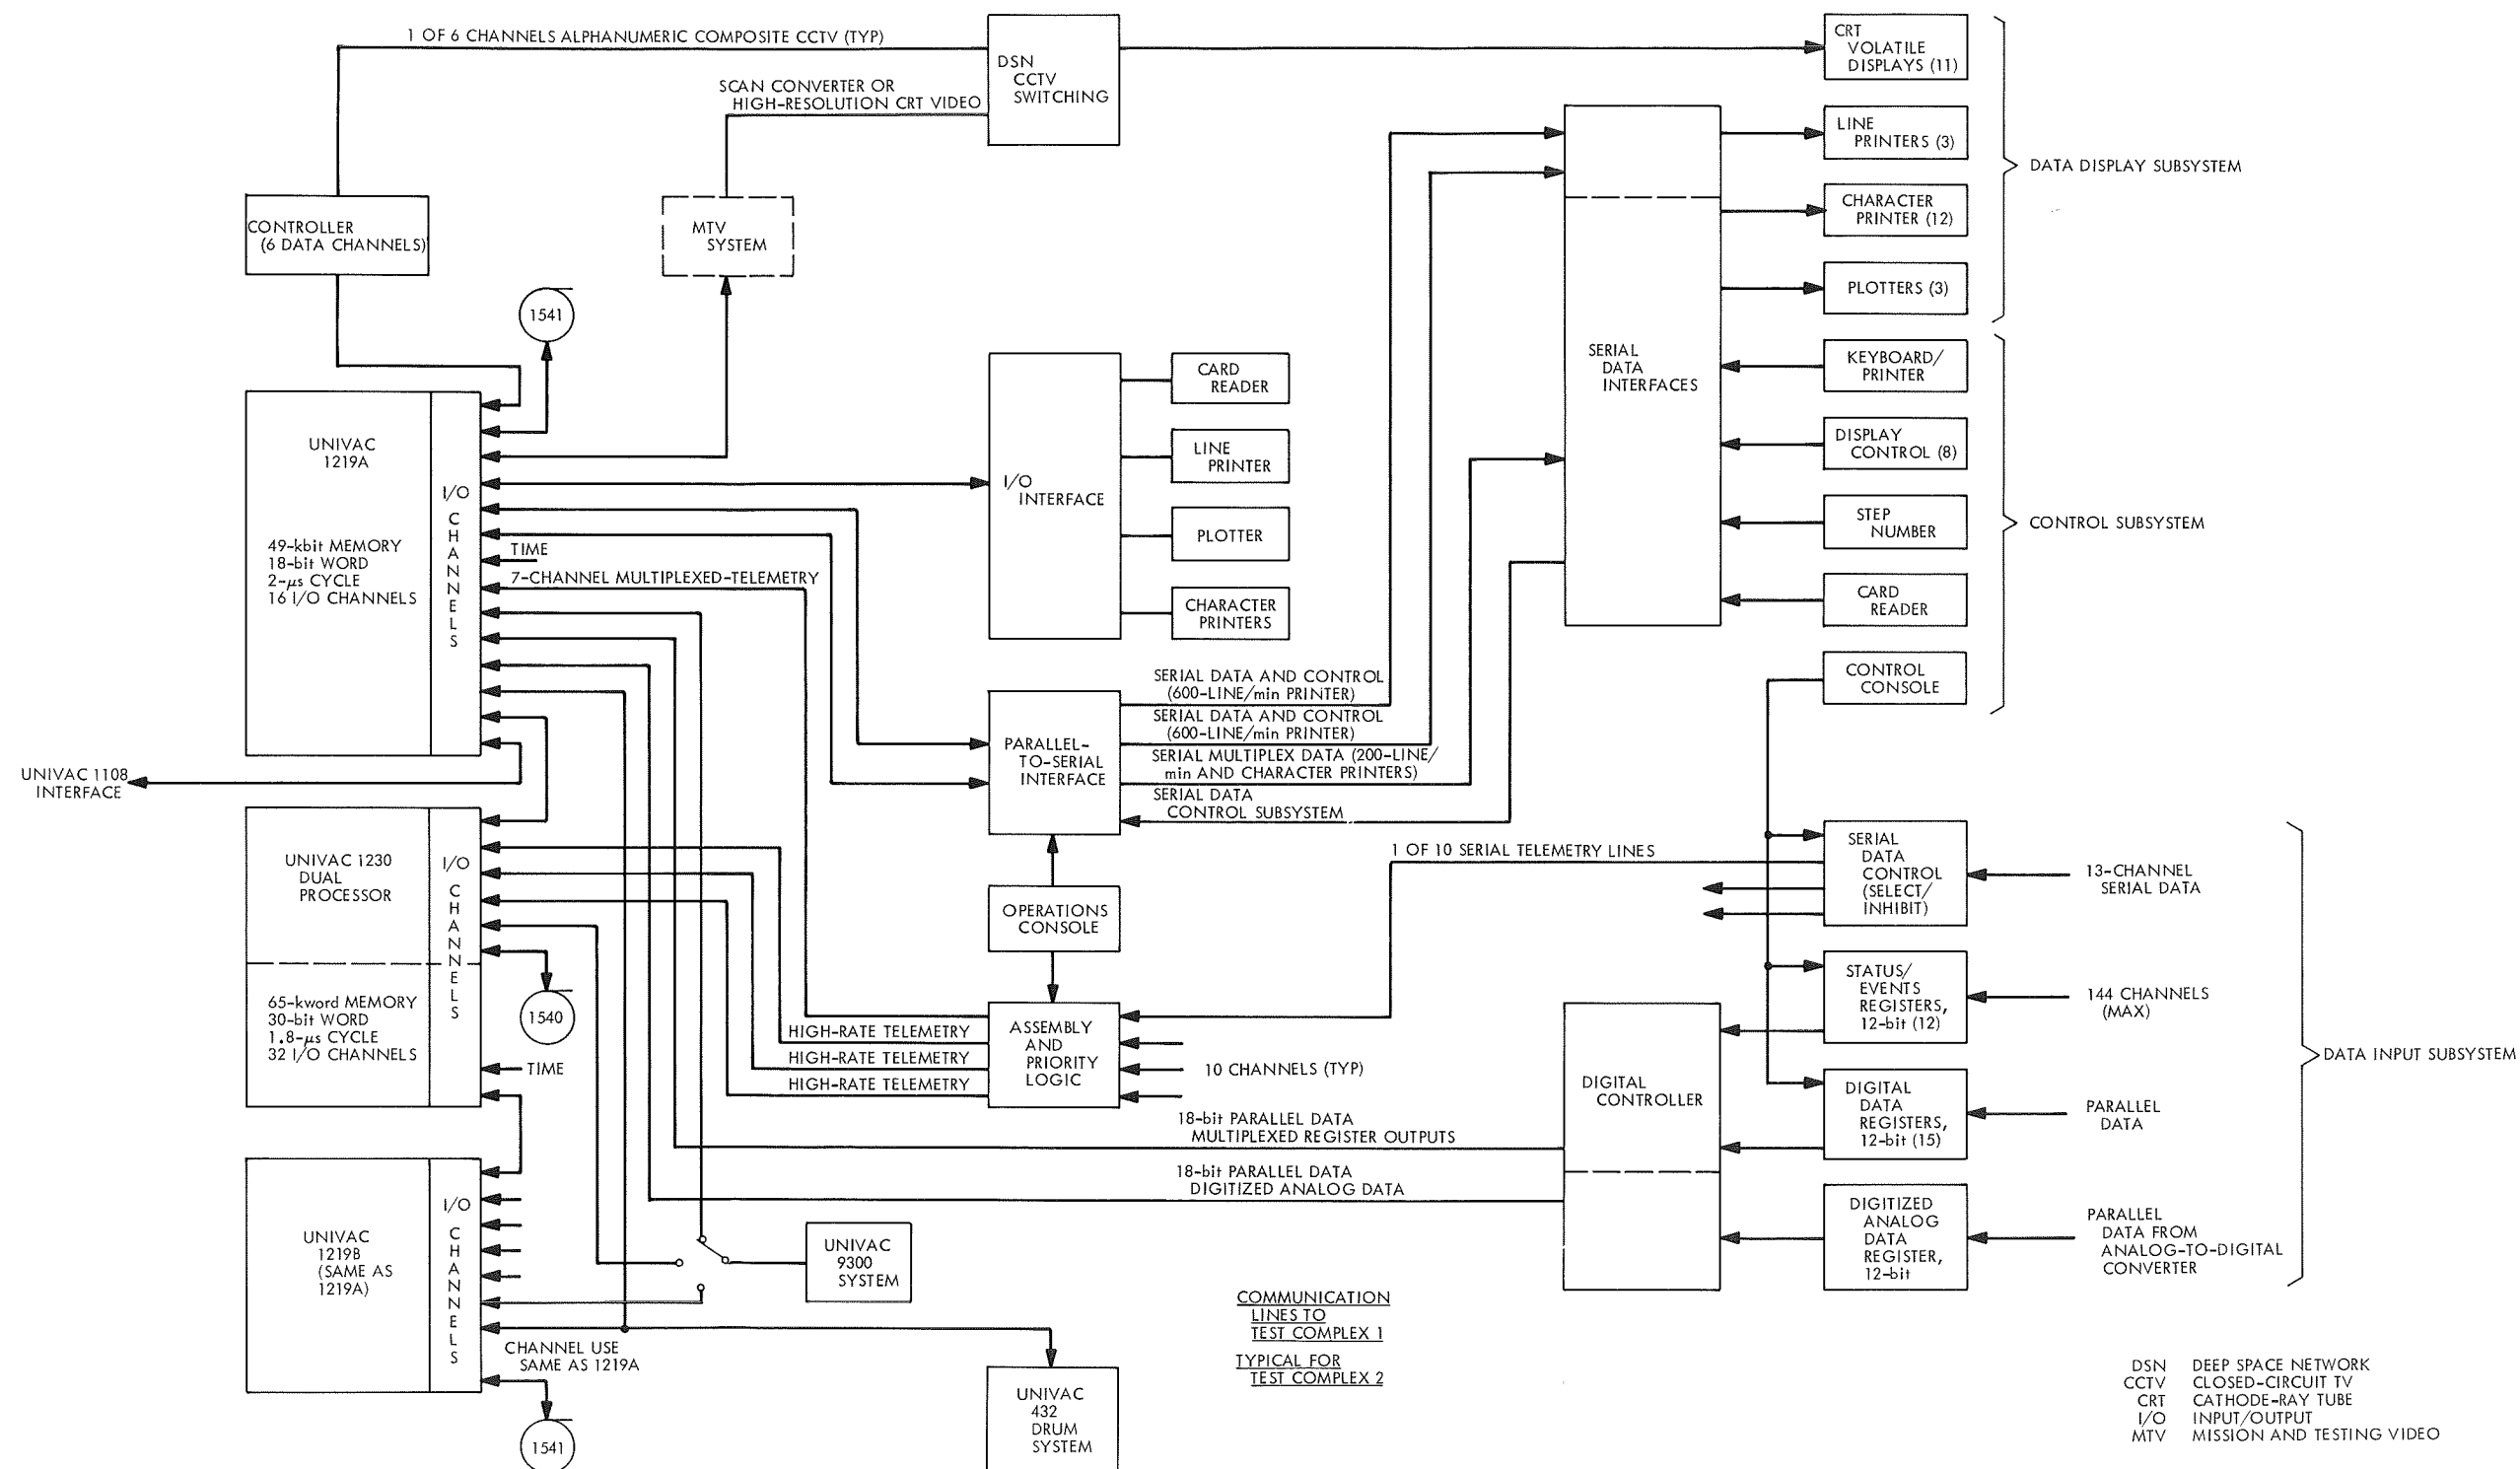 1 OF 6 CHANNELS ALPHANUMERIC COMPOSITE CCTV (TYP)
SCAN CONVERTER OR
HIGH-RESOLUTION CRT VIDEO
DSN
CCTV
SWITCHING
CRT
VOLATILE
DISPLAYS (11)
LINE
PRINTERS (3)
CHARACTER
PRINTER (12)
PLOTTERS (3)
DATA DISPLAY SUBSYSTEM
CONTROLLER
(6 DATA CHANNELS)
MTV
SYSTEM
1541
UNIVAC
1219A
49-kbit MEMORY
18-bit WORD
2-μs CYCLE
16 I/O CHANNELS
I/O
CHANNELS
TIME
7-CHANNEL MULTIPLEXED-TELEMETRY
I/O
INTERFACE
CARD
READER
LINE
PRINTER
PLOTTER
CHARACTER
PRINTERS
SERIAL
DATA
INTERFACES
KEYBOARD/
PRINTER
DISPLAY
CONTROL (8)
STEP
NUMBER
CARD
READER
CONTROL
CONSOLE
CONTROL SUBSYSTEM
UNIVAC 1108
INTERFACE
PARALLEL-
TO-SERIAL
INTERFACE
SERIAL DATA AND CONTROL
(600-LINE/min PRINTER)
SERIAL DATA AND CONTROL
(600-LINE/min PRINTER)
SERIAL MULTIPLEX DATA (200-LINE/
min AND CHARACTER PRINTERS)
SERIAL DATA
CONTROL SUBSYSTEM
UNIVAC 1230
DUAL
PROCESSOR
65-kword MEMORY
30-bit WORD
1.8-μs CYCLE
32 I/O CHANNELS
I/O
CHANNELS
1540
TIME
OPERATIONS
CONSOLE
1 OF 10 SERIAL TELEMETRY LINES
ASSEMBLY
AND
PRIORITY
LOGIC
HIGH-RATE TELEMETRY
HIGH-RATE TELEMETRY
HIGH-RATE TELEMETRY
10 CHANNELS (TYP)
18-bit PARALLEL DATA
MULTIPLEXED REGISTER OUTPUTS
18-bit PARALLEL DATA
DIGITIZED ANALOG DATA
DIGITAL
CONTROLLER
SERIAL
DATA
CONTROL
(SELECT/
INHIBIT)
13-CHANNEL
SERIAL DATA
STATUS/
EVENTS
REGISTERS,
12-bit (12)
144 CHANNELS
(MAX)
DIGITAL
DATA
REGISTERS,
12-bit (15)
PARALLEL
DATA
DIGITIZED
ANALOG
DATA
REGISTER,
12-bit
PARALLEL
DATA FROM
ANALOG-TO-DIGITAL
CONVERTER
DATA INPUT SUBSYSTEM
UNIVAC
1219B
(SAME AS
1219A)
I/O
CHANNELS
CHANNEL USE
SAME AS 1219A
1541
UNIVAC
9300
SYSTEM
UNIVAC
432
DRUM
SYSTEM
COMMUNICATION
LINES TO
TEST COMPLEX 1
TYPICAL FOR
TEST COMPLEX 2
DSN DEEP SPACE NETWORK
CCTV CLOSED-CIRCUIT TV
CRT CATHODE-RAY TUBE
I/O INPUT/OUTPUT
MTV MISSION AND TESTING VIDEO